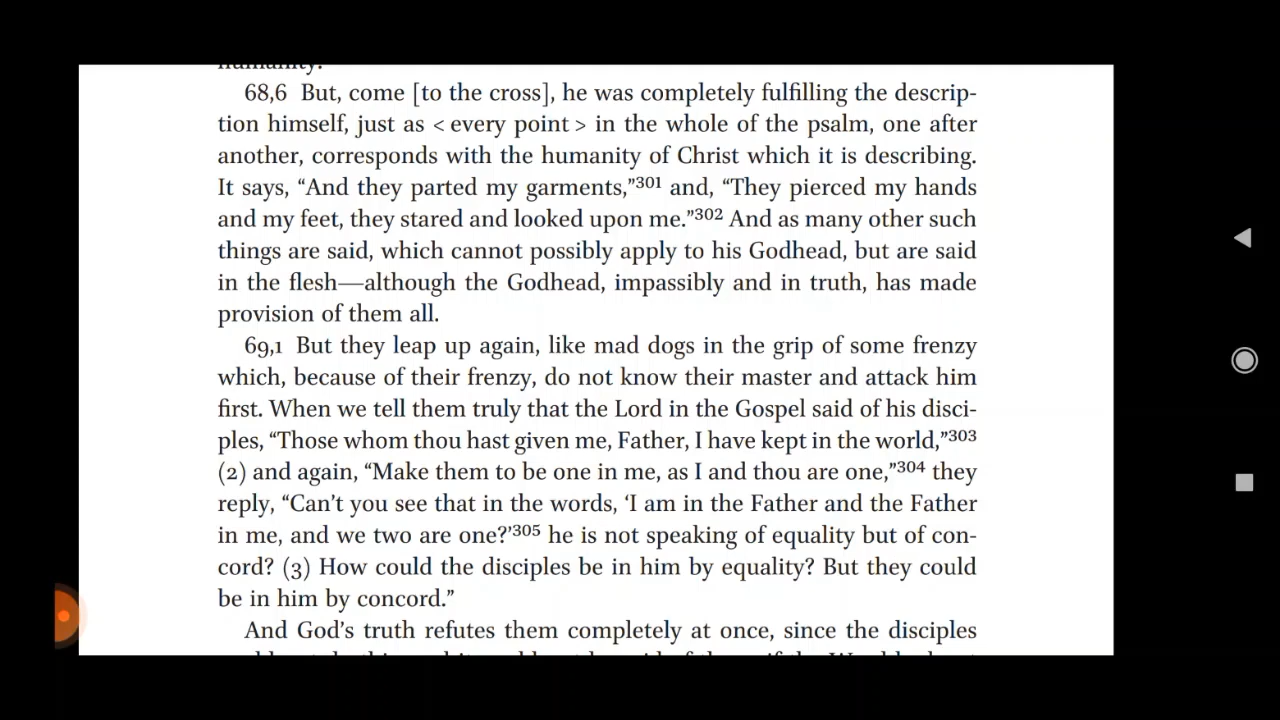 humanity.
68,6 But, come [to the cross], he was completely fulfilling the descrip-
tion himself, just as < every point > in the whole of the psalm, one after
another, corresponds with the humanity of Christ which it is describing.
It says, “And they parted my garments,”301 and, “They pierced my hands
and my feet, they stared and looked upon me.”302 And as many other such
things are said, which cannot possibly apply to his Godhead, but are said
in the flesh—although the Godhead, impassibly and in truth, has made
provision of them all.
69,1 But they leap up again, like mad dogs in the grip of some frenzy
which, because of their frenzy, do not know their master and attack him
first. When we tell them truly that the Lord in the Gospel said of his disci-
ples, “Those whom thou hast given me, Father, I have kept in the world,”303
(2) and again, “Make them to be one in me, as I and thou are one,”304 they
reply, “Can’t you see that in the words, ‘I am in the Father and the Father
in me, and we two are one?’305 he is not speaking of equality but of con-
cord? (3) How could the disciples be in him by equality? But they could
be in him by concord.”
And God’s truth refutes them completely at once, since the disciples